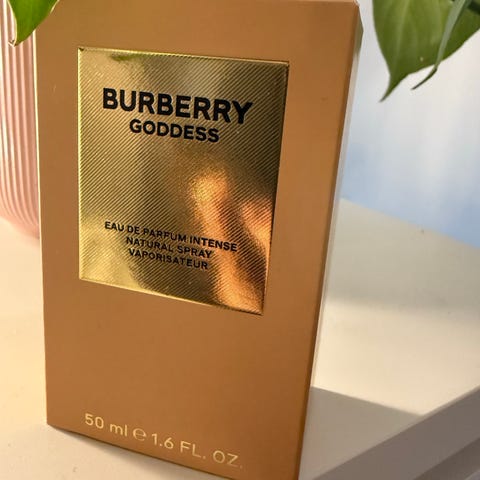 BURBERRY
GODDESS
EAU DE PARFUM INTENSE
NATURAL SPRAY
VAPORISATEUR
50 ml ℮ 1.6 FL. OZ.